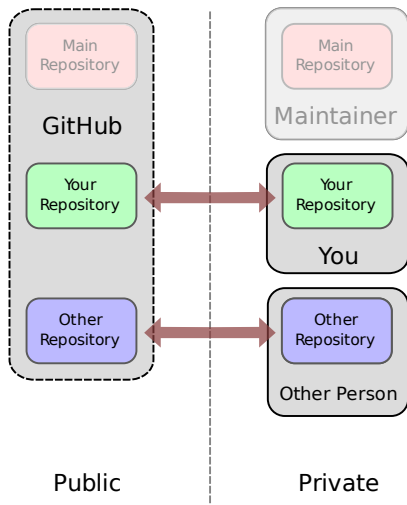 Main
Repository
GitHub
Your
Repository
Other
Repository
Public
Main
Repository
Maintainer
Your
Repository
You
Other
Repository
Other Person
Private